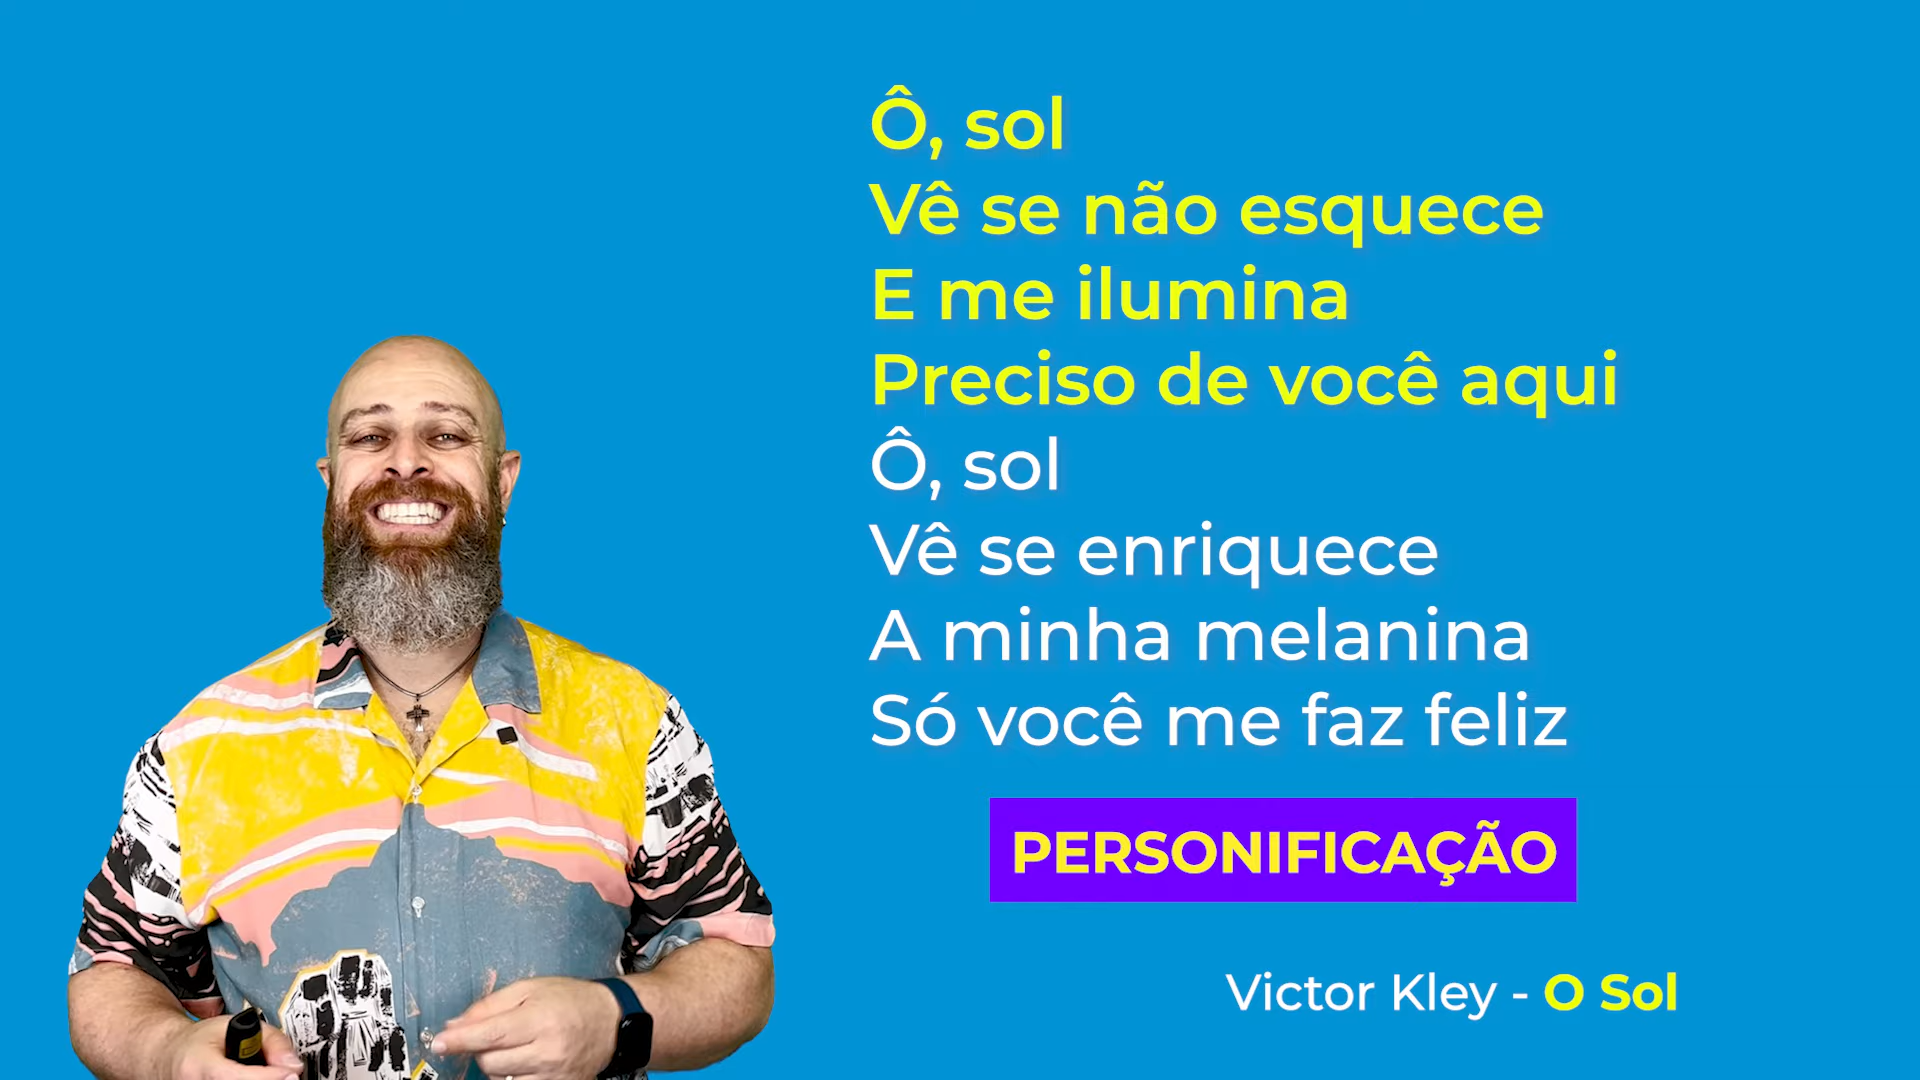 Ô, sol
Vê se não esquece
E me ilumina
Preciso de você aqui
Ô, sol
Vê se enriquece
A minha melanina
Só você me faz feliz
PERSONIFICAÇÃO
Victor Kley - O Sol